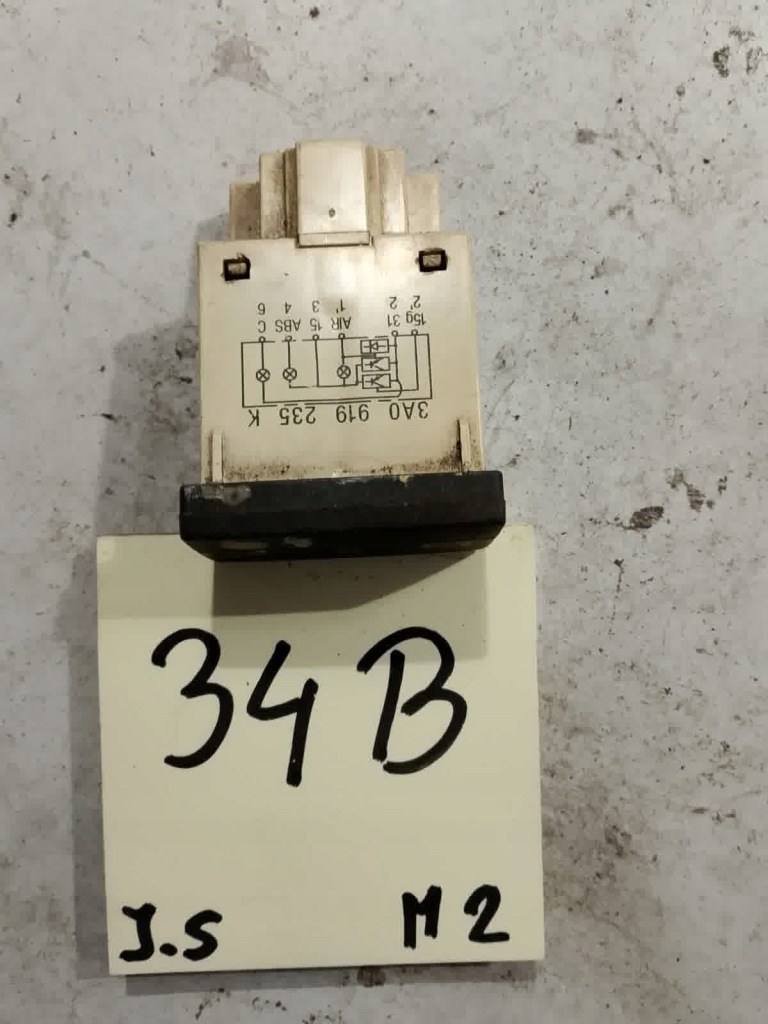 3A0 919 235 K
15g 31 AIR 15 ABS C
2' 2 1' 3 4 6
34B
J.S M2